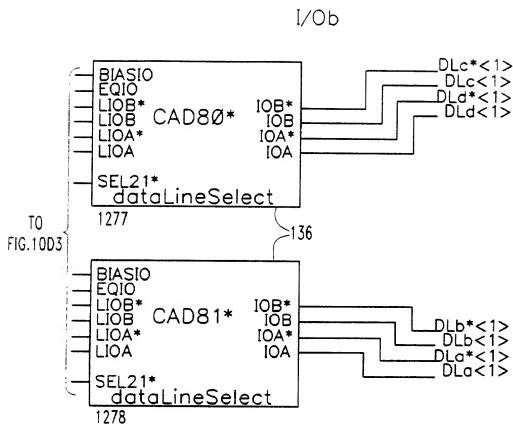 I/Ob
DLc*<1>
DLc<1>
DLd*<1>
DLd<1>
BIASIO
EQIO
LIOB*
LIOB
LIOA*
LIOA
SEL21*
CAD80*
IOB*
IOB
IOA*
IOA
dataLineSelect
1277
TO
FIG.10D3
136
BIASIO
EQIO
LIOB*
LIOB
LIOA*
LIOA
SEL21*
CAD81*
IOB*
IOB
IOA*
IOA
dataLineSelect
1278
DLb*<1>
DLb<1>
DLa*<1>
DLa<1>